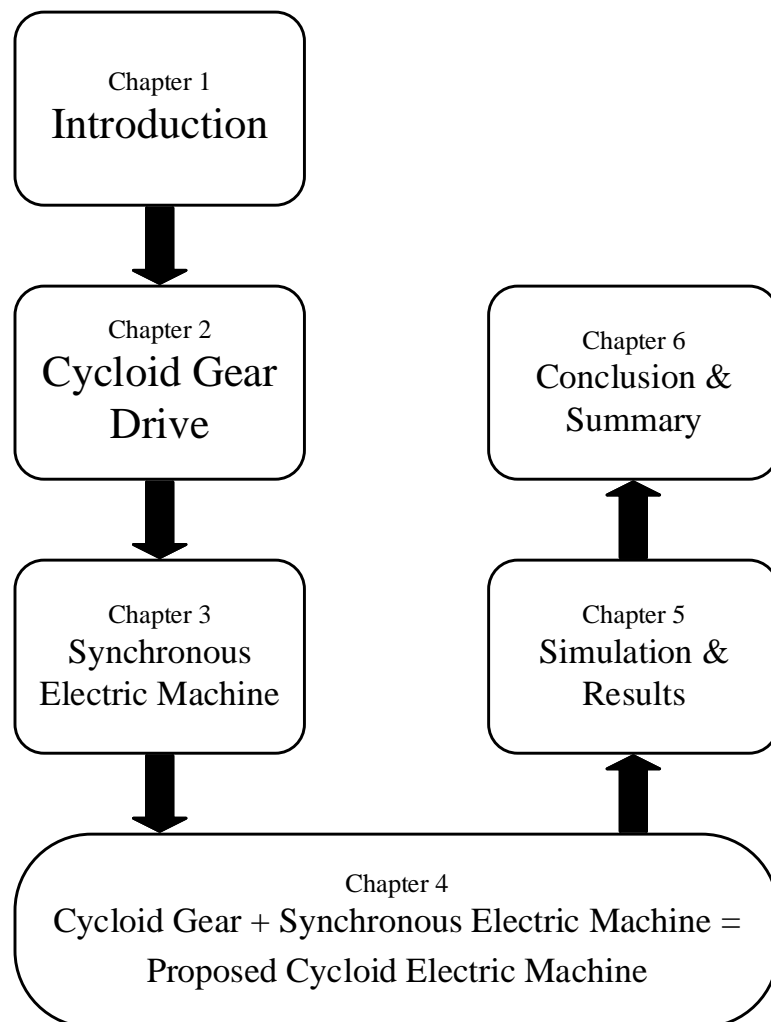 Chapter 1
Introduction
Chapter 2
Cycloid Gear
Drive
Chapter 3
Synchronous
Electric Machine
Chapter 4
Cycloid Gear + Synchronous Electric Machine =
Proposed Cycloid Electric Machine
Chapter 5
Simulation &
Results
Chapter 6
Conclusion &
Summary